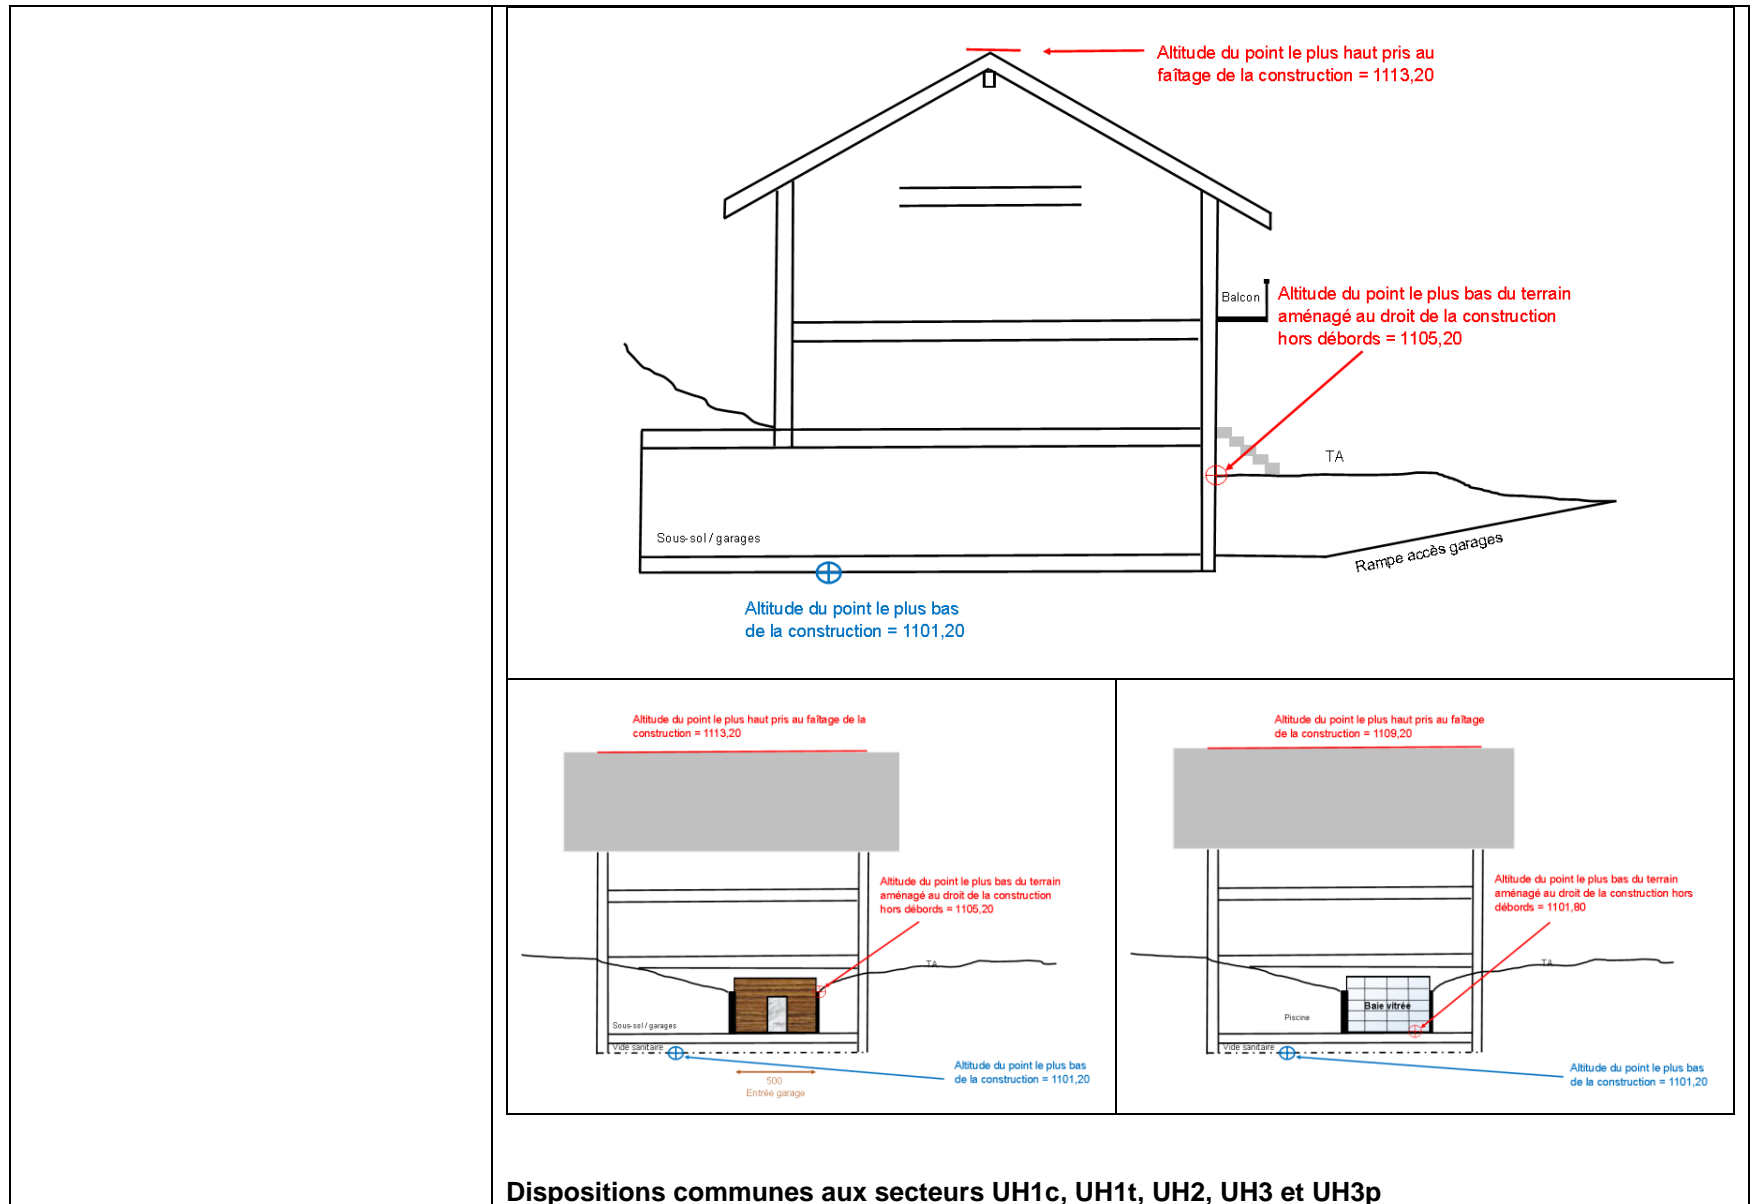 Altitude du point le plus haut pris au
faîtage de la construction = 1113,20
Balcon
Altitude du point le plus bas du terrain
aménagé au droit de la construction
hors débords = 1105,20
TA
Sous-sol / garages
Rampe accès garages
Altitude du point le plus bas
de la construction = 1101,20
Altitude du point le plus haut pris au faîtage de la
construction = 1113,20
Altitude du point le plus bas du terrain
aménagé au droit de la construction
hors débords = 1105,20
TA
Sous-sol / garages
Vide sanitaire
Altitude du point le plus bas
de la construction = 1101,20
500
Entrée garage
Altitude du point le plus haut pris au faîtage
de la construction = 1109,20
Altitude du point le plus bas du terrain
aménagé au droit de la construction hors
débords = 1101,80
TA
Baie vitrée
Piscine
Vide sanitaire
Altitude du point le plus bas
de la construction = 1101,20
Dispositions communes aux secteurs UH1c, UH1t, UH2, UH3 et UH3p